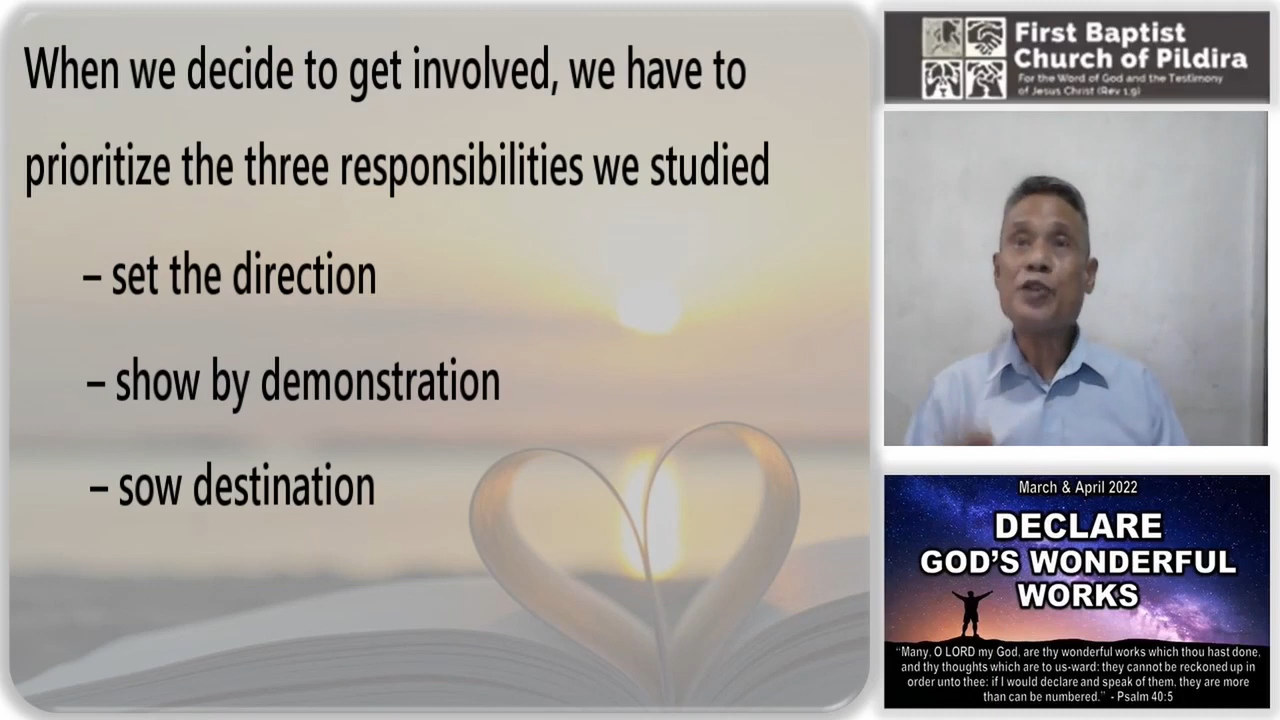 When we decide to get involved, we have to
prioritize the three responsibilities we studied
– set the direction
– show by demonstration
– sow destination
First Baptist
Church of Pildira
For the Word of God and the Testimony
of Jesus Christ (Rev 1:9)
March & April 2022
DECLARE
GOD'S WONDERFUL
WORKS
"Many, O LORD my God, are thy wonderful works which thou hast done,
and thy thoughts which are to us-ward: they cannot be reckoned up in
order unto thee: if I would declare and speak of them, they are more
than can be numbered." - Psalm 40:5